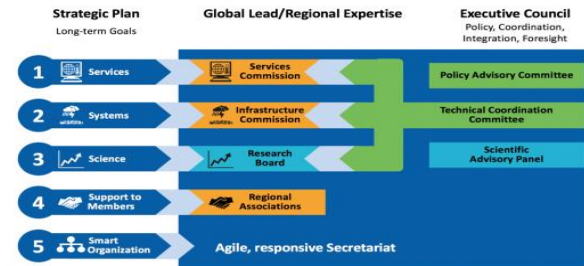 Strategic Plan
Long-term Goals
Global Lead/Regional Expertise
Executive Council
Policy, Coordination,
Integration, Foresight
1
Services
Services
Commission
Policy Advisory Committee
2
Systems
Infrastructure
Commission
Technical Coordination
Committee
3
Science
Research
Board
Scientific
Advisory Panel
4
Support to
Members
Regional
Associations
5
Smart
Organization
Agile, responsive Secretariat